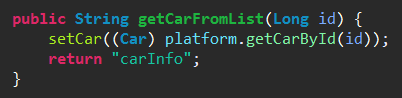 public String getCarFromList(Long id) {
    setCar((Car) platform.getCarById(id));
    return "carInfo";
}